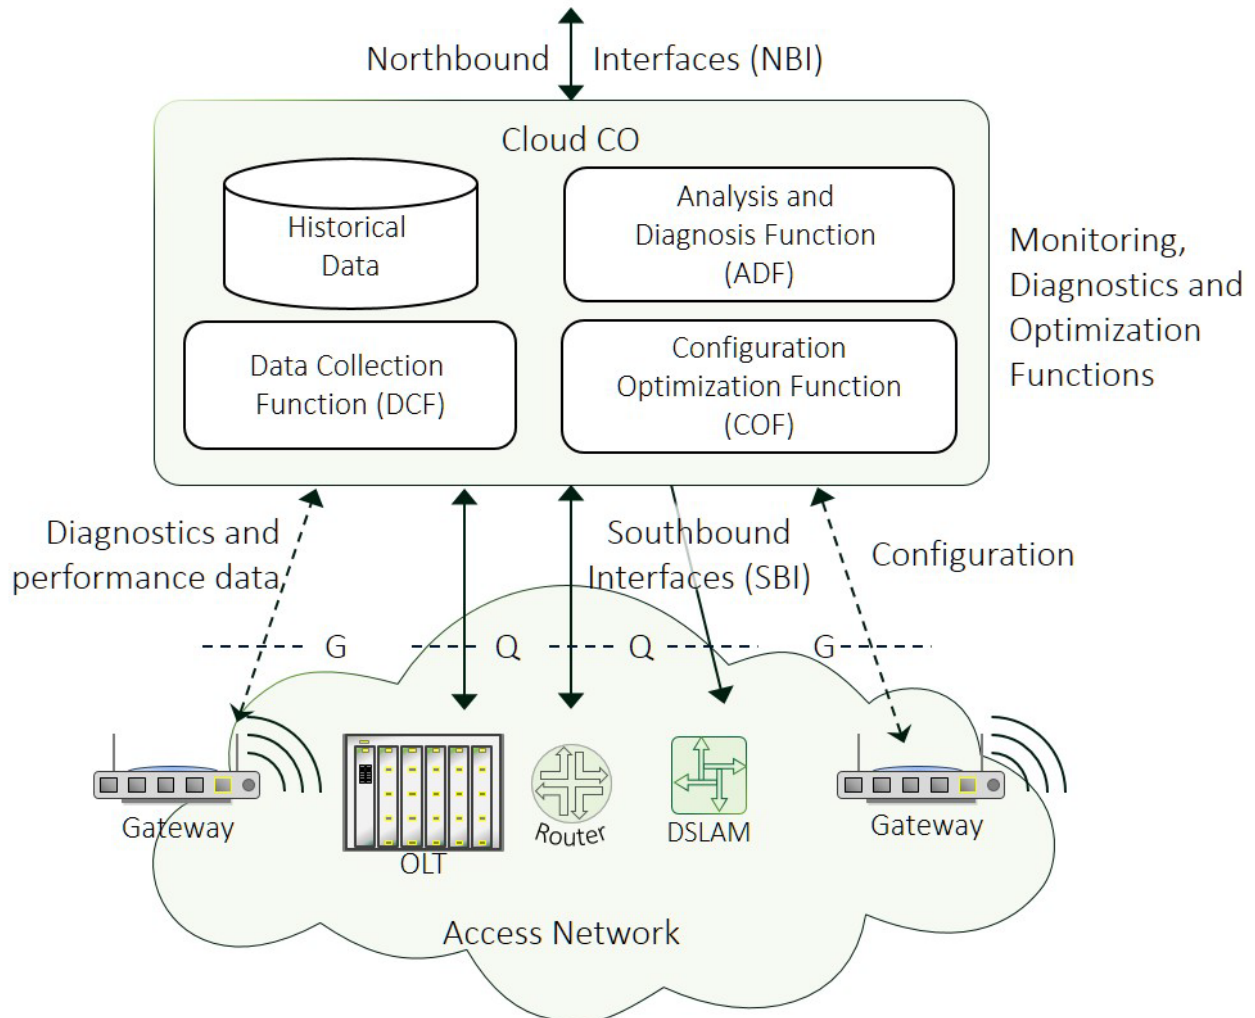 Northbound Interfaces (NBI)
Cloud CO
Historical
Data
Analysis and
Diagnosis Function
(ADF)
Data Collection
Function (DCF)
Configuration
Optimization Function
(COF)
Monitoring,
Diagnostics and
Optimization
Functions
Diagnostics and
performance data
Southbound
Interfaces (SBI)
Configuration
G
Q
Q
G
Gateway
OLT
Router
DSLAM
Gateway
Access Network